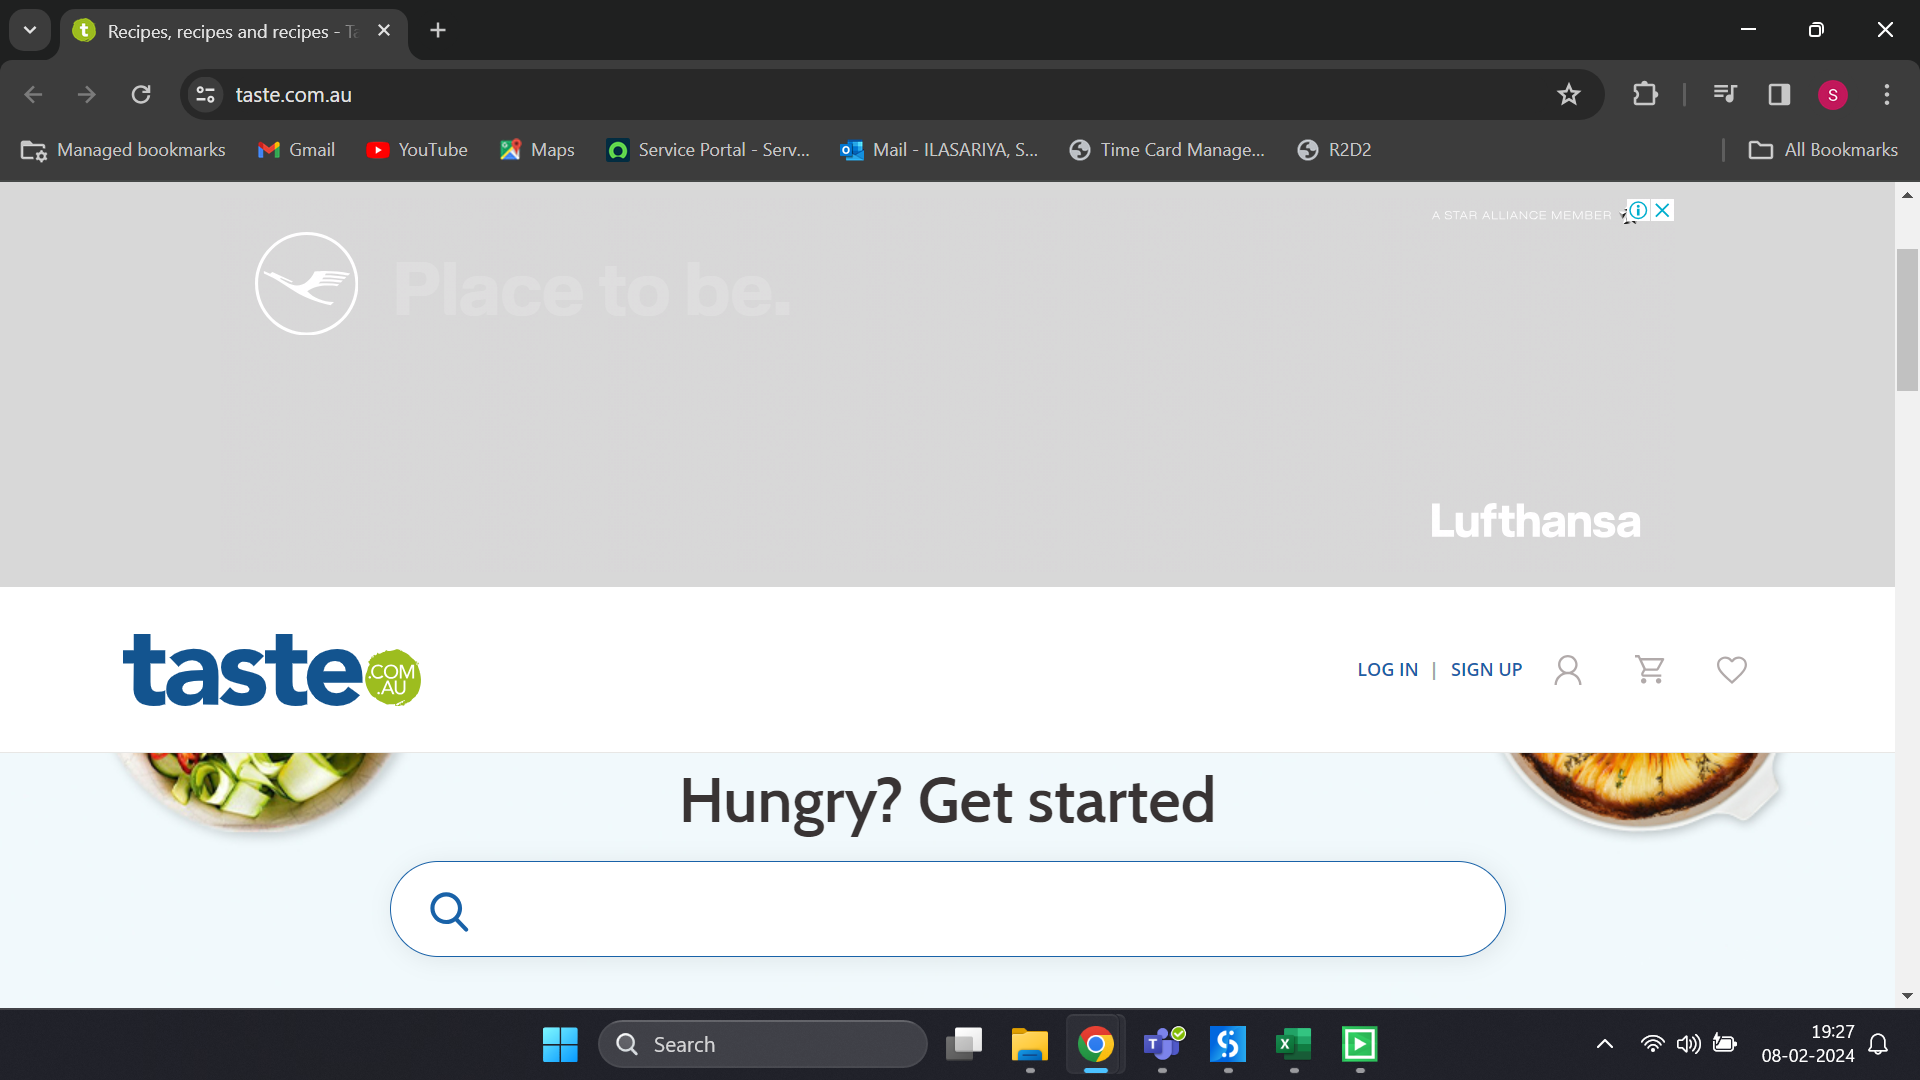 Recipes, recipes and recipes - Ta
taste.com.au
S
Managed bookmarks
Gmail
YouTube
Maps
Service Portal - Serv...
Mail - ILASARIYA, S...
Time Card Manage...
R2D2
All Bookmarks
A STAR ALLIANCE MEMBER
Place to be.
Lufthansa
taste
.COM
.AU
LOG IN | SIGN UP
Hungry? Get started
Search
19:27
08-02-2024